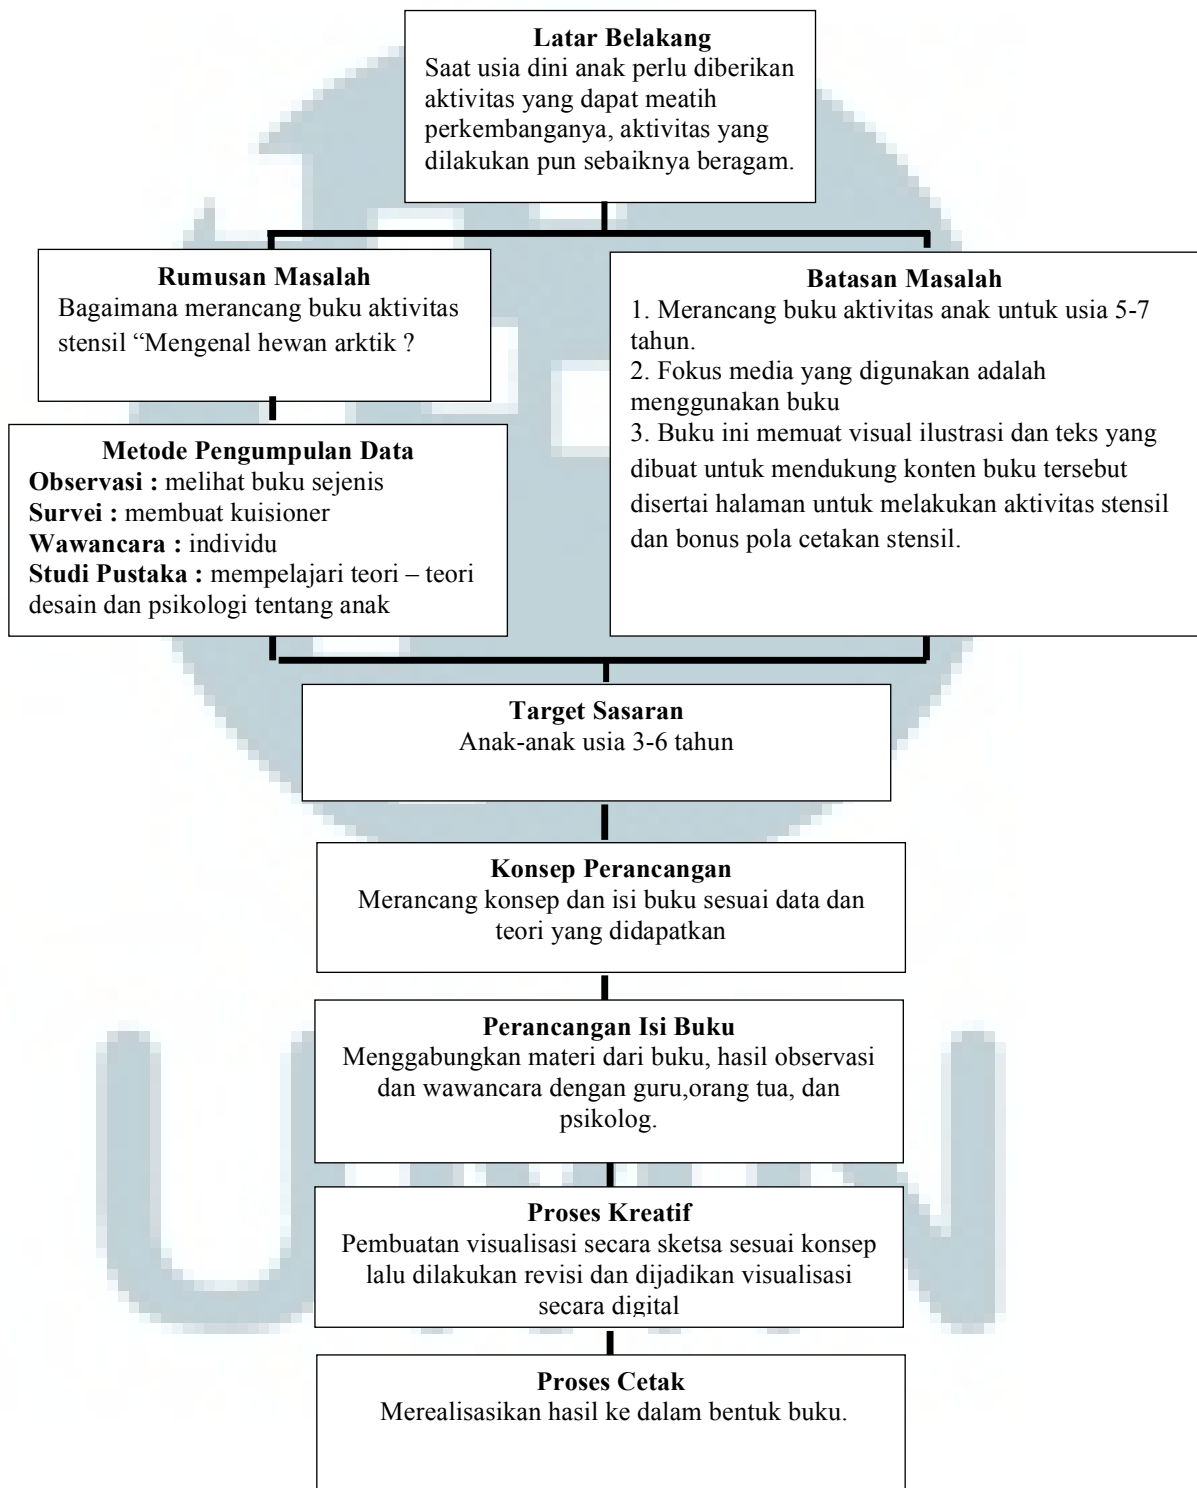 Latar Belakang
Saat usia dini anak perlu diberikan
aktivitas yang dapat meatih
perkembanganya, aktivitas yang
dilakukan pun sebaiknya beragam.
Rumusan Masalah
Bagaimana merancang buku aktivitas
stensil “Mengenal hewan arktik ?
Batasan Masalah
1. Merancang buku aktivitas anak untuk usia 5-7
tahun.
2. Fokus media yang digunakan adalah
menggunakan buku
3. Buku ini memuat visual ilustrasi dan teks yang
dibuat untuk mendukung konten buku tersebut
disertai halaman untuk melakukan aktivitas stensil
dan bonus pola cetakan stensil.
Metode Pengumpulan Data
Observasi : melihat buku sejenis
Survei : membuat kuisioner
Wawancara : individu
Studi Pustaka : mempelajari teori – teori
desain dan psikologi tentang anak
Target Sasaran
Anak-anak usia 3-6 tahun
Konsep Perancangan
Merancang konsep dan isi buku sesuai data dan
teori yang didapatkan
Perancangan Isi Buku
Menggabungkan materi dari buku, hasil observasi
dan wawancara dengan guru,orang tua, dan
psikolog.
Proses Kreatif
Pembuatan visualisasi secara sketsa sesuai konsep
lalu dilakukan revisi dan dijadikan visualisasi
secara digital
Proses Cetak
Merealisasikan hasil ke dalam bentuk buku.